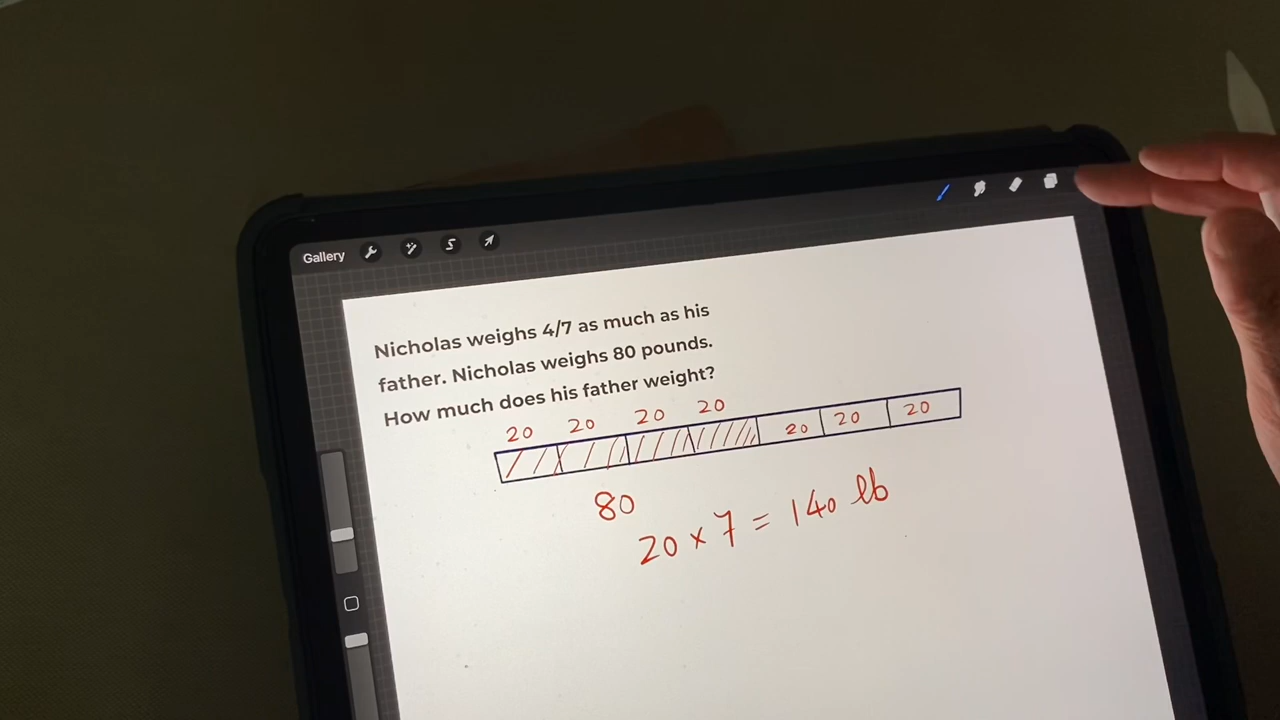 Gallery
Nicholas weighs 4/7 as much as his
father. Nicholas weighs 80 pounds.
How much does his father weight?
20 20 20 20
20 20 20
80
20 x 7 = 140 lb